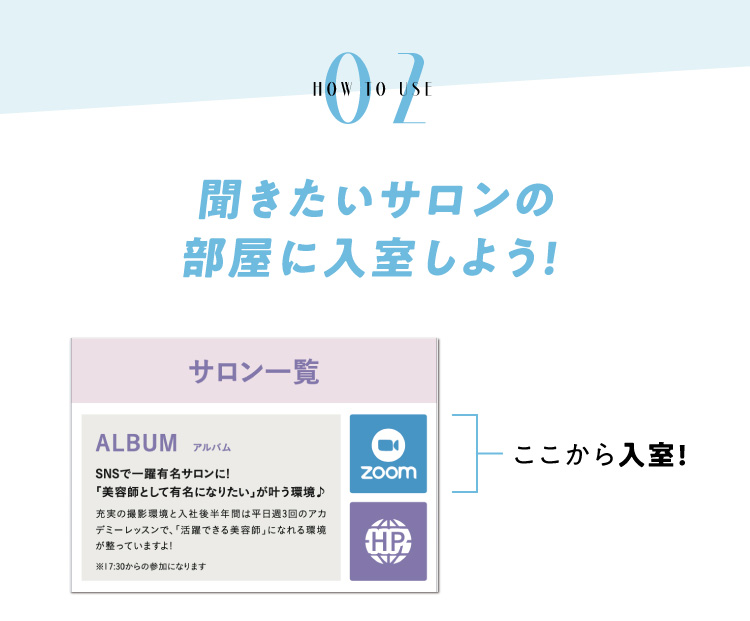 02
HOW TO USE
聞きたいサロンの
部屋に入室しよう!
サロン一覧
ALBUM アルバム
SNSで一躍有名サロンに!
「美容師として有名になりたい」が叶う環境♪
充実の撮影環境と入社後半年間は平日週3回のアカ
デミーレッスンで、「活躍できる美容師」になれる環境
が整っていますよ!
※17:30からの参加になります
zoom
HP
ここから入室!